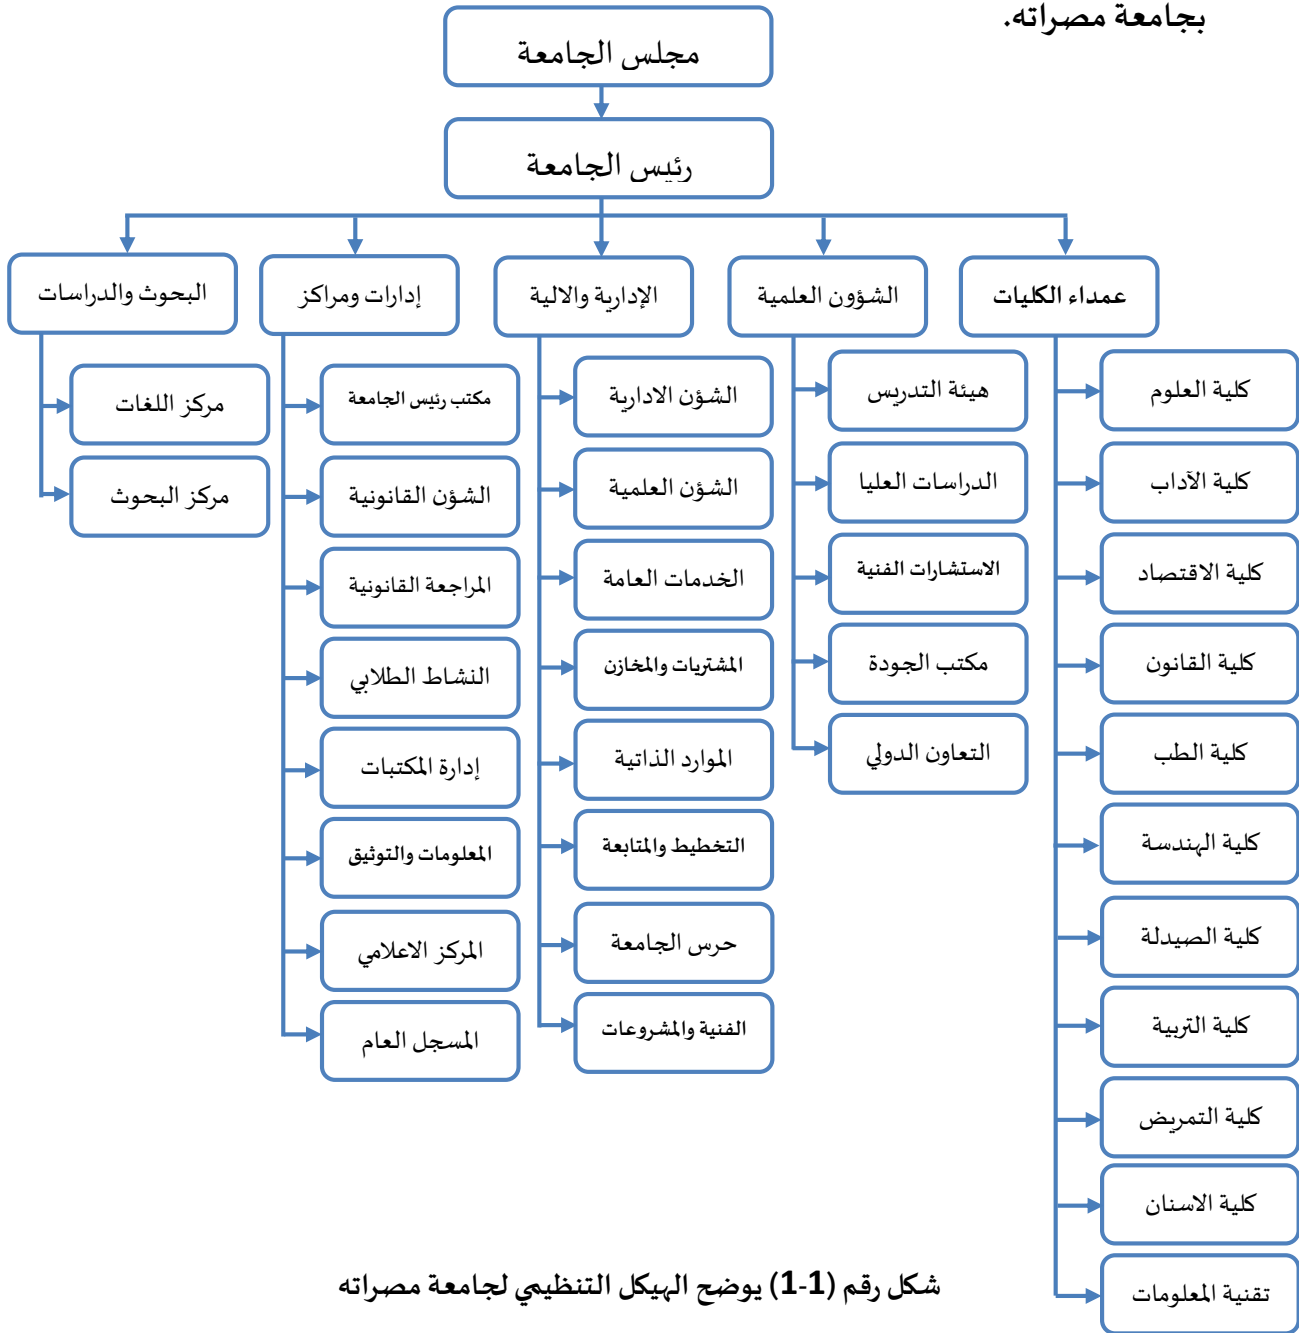 بجامعة مصراته.
مجلس الجامعة
رئيس الجامعة
عمداء الكليات
الشؤون العلمية
الإدارية والالية
إدارات ومراكز
البحوث والدراسات
كلية العلوم
كلية الآداب
كلية الاقتصاد
كلية القانون
كلية الطب
كلية الهندسة
كلية الصيدلة
كلية التربية
كلية التمريض
كلية الاسنان
تقنية المعلومات
هيئة التدريس
الدراسات العليا
الاستشارات الفنية
مكتب الجودة
التعاون الدولي
الشؤن الادارية
الشؤن العلمية
الخدمات العامة
المشتريات والمخازن
الموارد الذاتية
التخطيط والمتابعة
حرس الجامعة
الفنية والمشروعات
مكتب رئيس الجامعة
الشؤن القانونية
المراجعة القانونية
النشاط الطلابي
إدارة المكتبات
المعلومات والتوثيق
المركز الاعلامي
المسجل العام
مركز اللغات
مركز البحوث
شكل رقم (1-1) يوضح الهيكل التنظيمي لجامعة مصراته